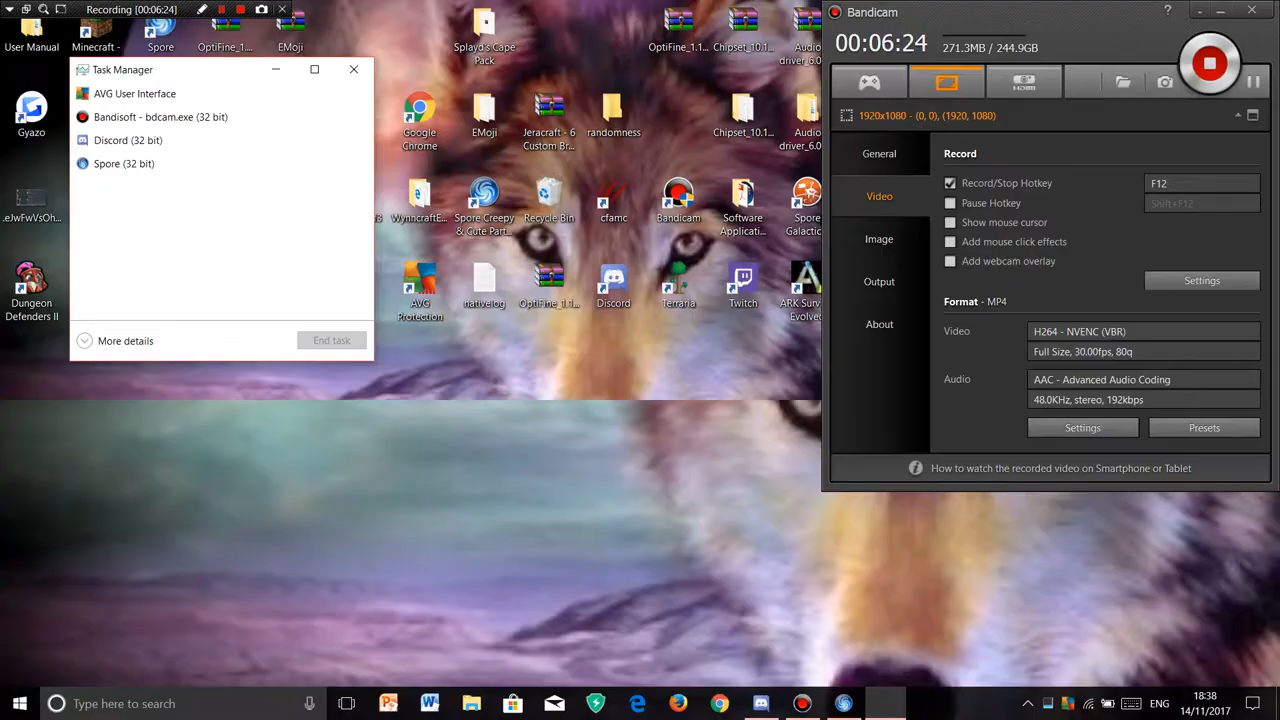 Recording [00:06:24]
User Manual
Minecraft -
Spore
OptiFine_1....
EMoji
Splayd's Cape
Pack
OptiFine_1.1...
Chipset_10.1...
Audio
driver_6.0...
Task Manager
AVG User Interface
Bandisoft - bdcam.exe (32 bit)
Discord (32 bit)
Spore (32 bit)
More details
End task
Gyazo
.eJwFwVsOh...
Dungeon
Defenders II
Google
Chrome
EMoji
Jeracraft - 6
Custom Br...
randomness
Chipset_10.1...
Audio
driver_6.0...
WynncraftE...
Spore Creepy
& Cute Part...
Recycle Bin
cfamc
Bandicam
Software
Applicati...
Spore
Galactic
AVG
Protection
nativelog
OptiFine_1.1...
Discord
Terraria
Twitch
ARK Surv
Evolved
Bandicam
?
00:06:24
271.3MB / 244.9GB
HDMI
1920x1080 - (0, 0), (1920, 1080)
General
Video
Image
Output
About
Record
Record/Stop Hotkey
F12
Pause Hotkey
Shift+F12
Show mouse cursor
Add mouse click effects
Add webcam overlay
Settings
Format - MP4
Video
H264 - NVENC (VBR)
Full Size, 30.00fps, 80q
Audio
AAC - Advanced Audio Coding
48.0KHz, stereo, 192kbps
Settings
Presets
How to watch the recorded video on Smartphone or Tablet
Type here to search
ENG
18:38
14/11/2017